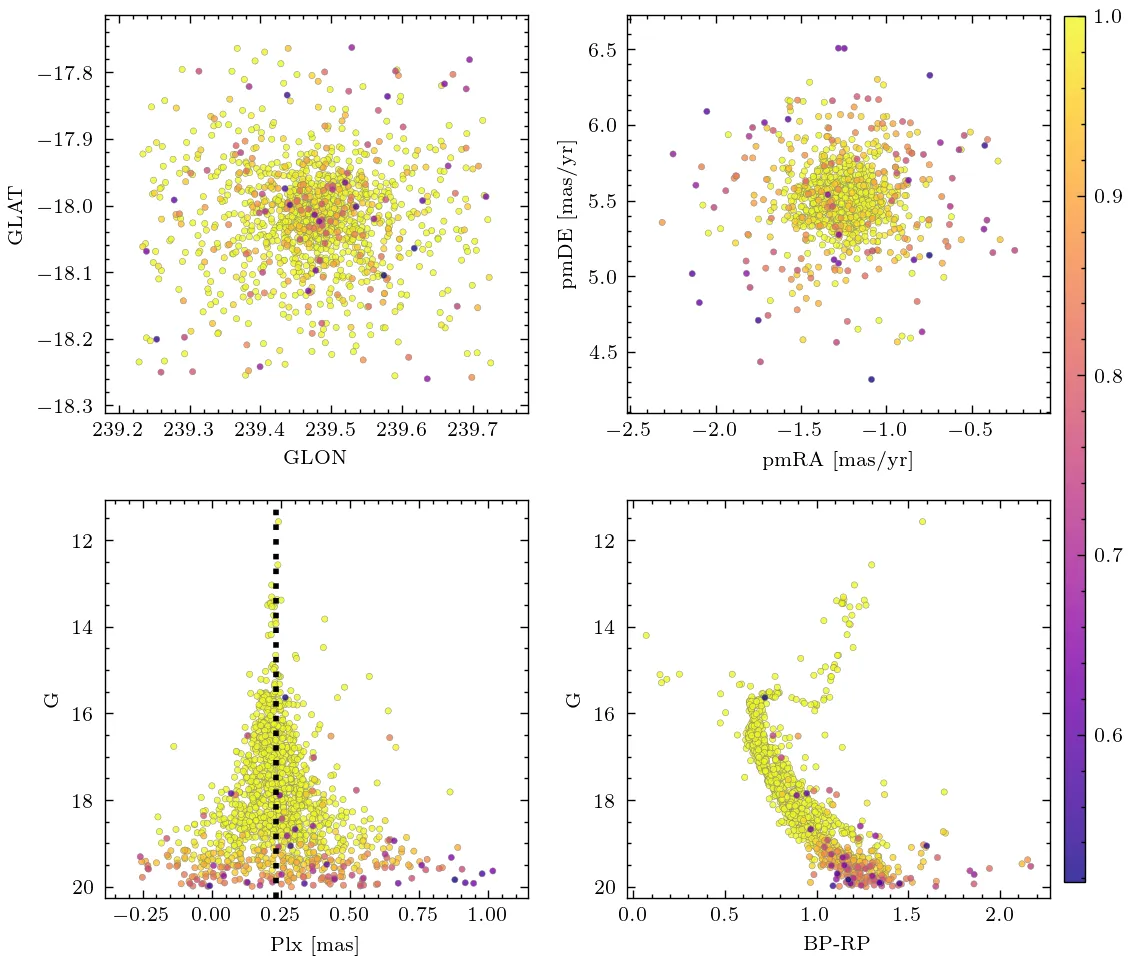 −17.8
−17.9
−18.0
−18.1
−18.2
−18.3
GLAT
239.2 239.3 239.4 239.5 239.6 239.7
GLON
6.5
6.0
5.5
5.0
4.5
pmDE [mas/yr]
−2.5 −2.0 −1.5 −1.0 −0.5
pmRA [mas/yr]
1.0
0.9
0.8
0.7
0.6
12
14
16
18
20
G
−0.25 0.00 0.25 0.50 0.75 1.00
Plx [mas]
12
14
16
18
20
G
0.0 0.5 1.0 1.5 2.0
BP-RP